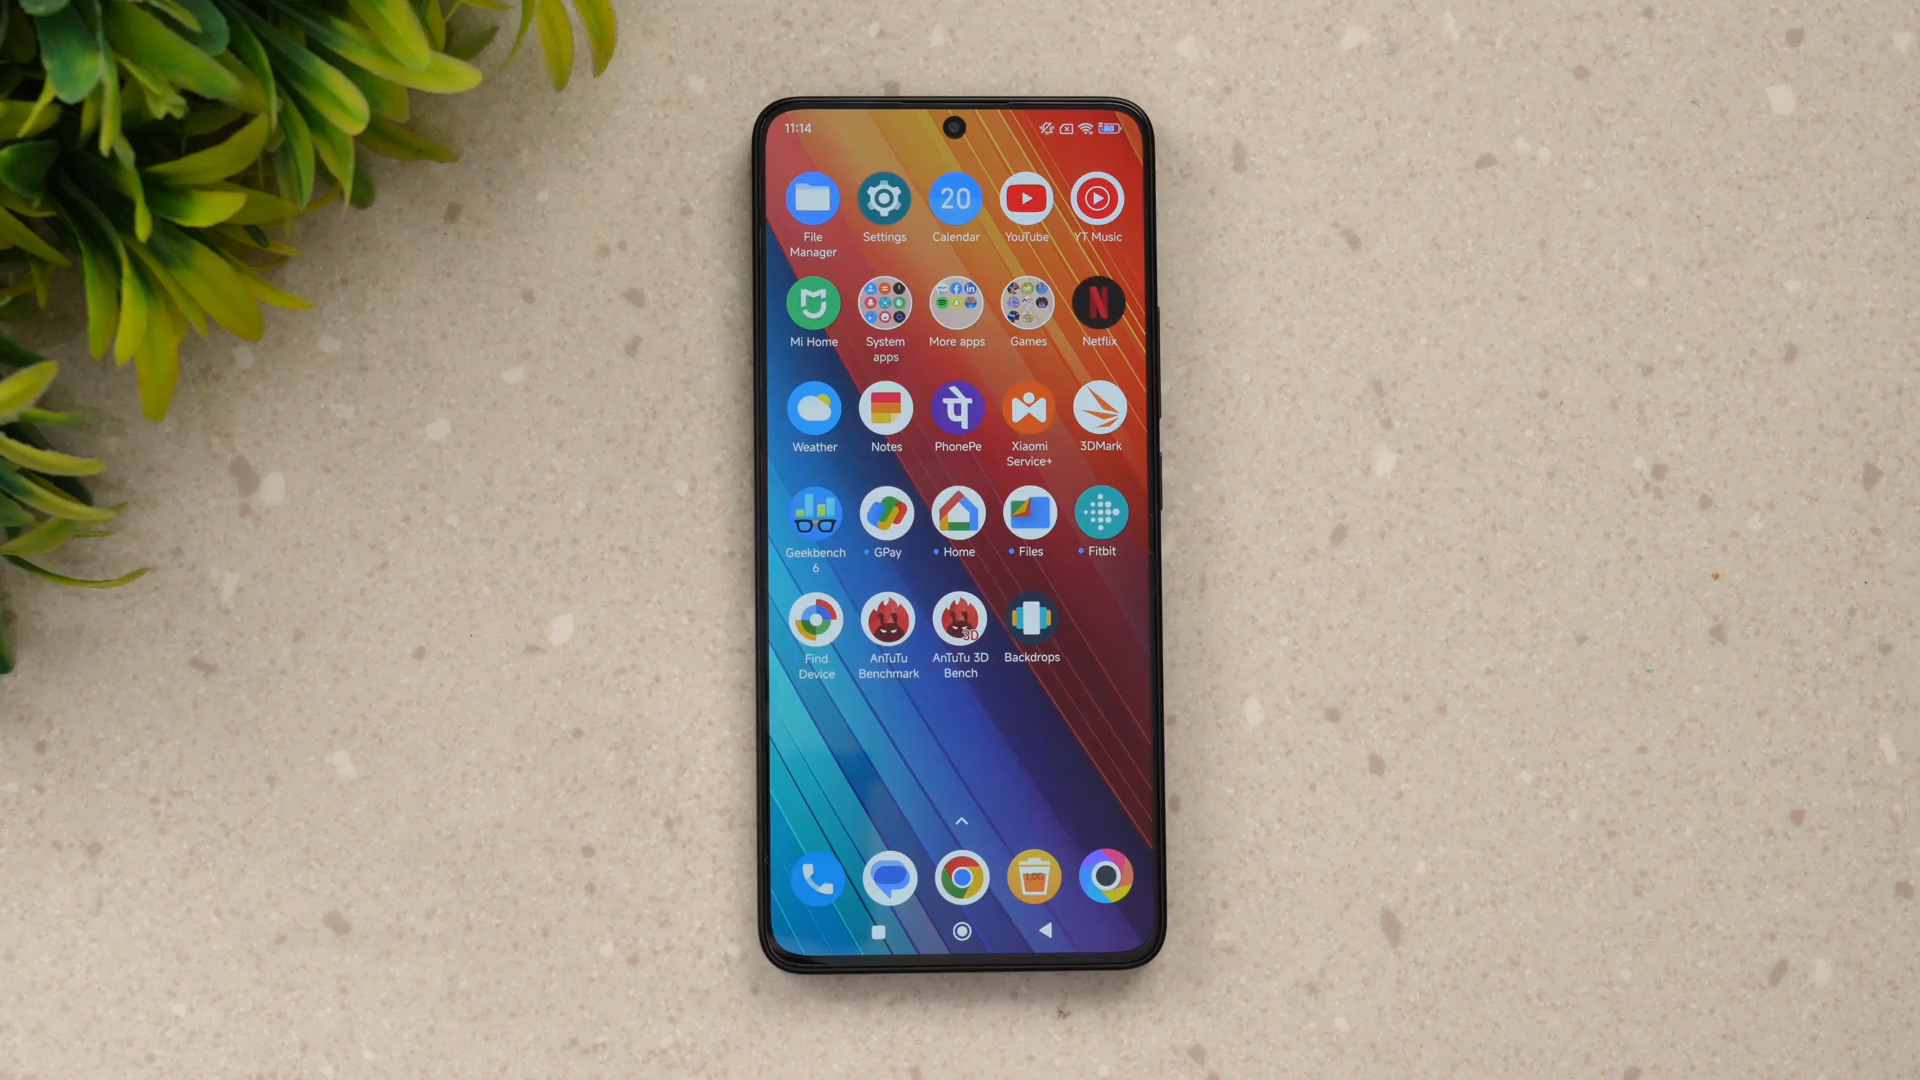 11:14
60
20
File
Manager
Settings
Calendar
YouTube
YT Music
Mi Home
System
apps
More apps
Games
N
Netflix
Weather
Notes
पे
PhonePe
Xiaomi
Service+
3DMark
Geekbench
6
GPay
Home
Files
Fitbit
Find
Device
AnTuTu
Benchmark
3D
AnTuTu 3D
Bench
Backdrops